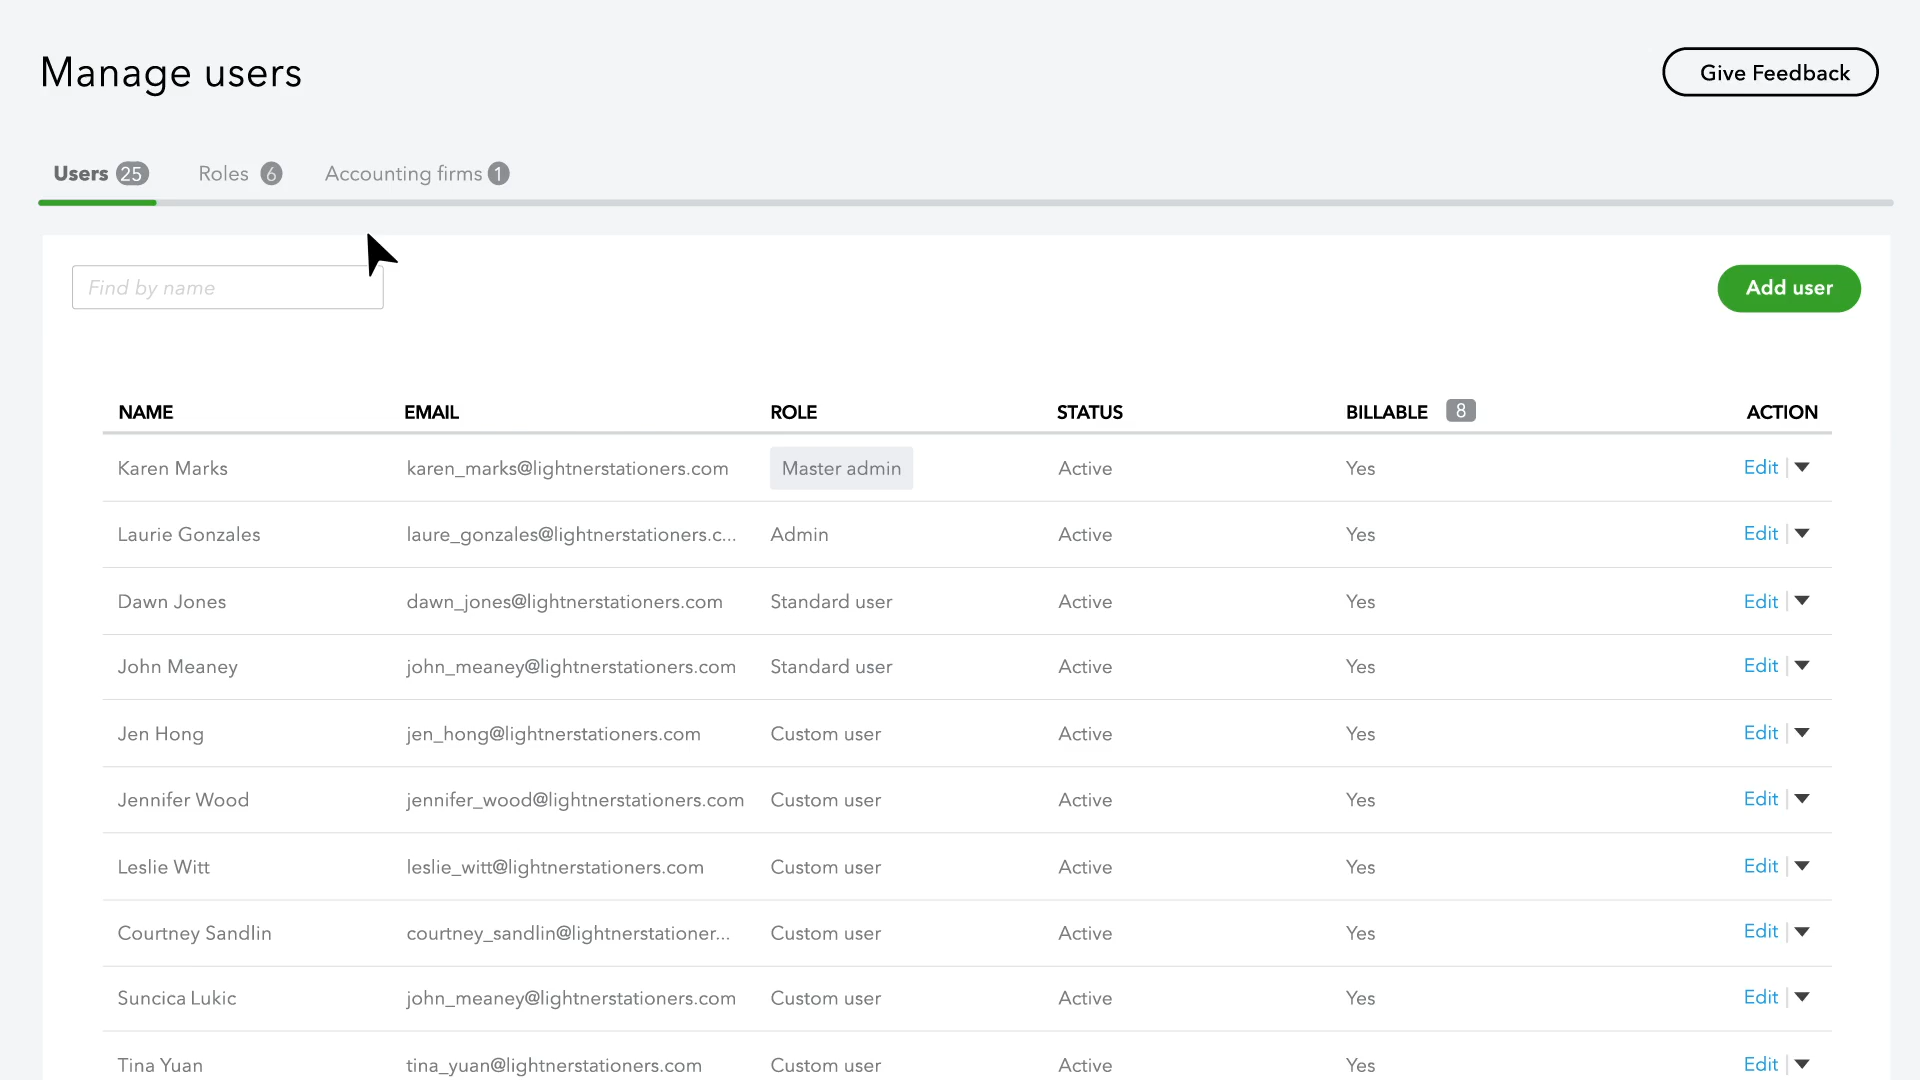 Manage users
Give Feedback
Users 25 Roles 6 Accounting firms 1
Find by name
Add user
NAME EMAIL ROLE STATUS BILLABLE 8 ACTION
Karen Marks karen_marks@lightnerstationers.com Master admin Active Yes Edit
Laurie Gonzales laure_gonzales@lightnerstationers.c... Admin Active Yes Edit
Dawn Jones dawn_jones@lightnerstationers.com Standard user Active Yes Edit
John Meaney john_meaney@lightnerstationers.com Standard user Active Yes Edit
Jen Hong jen_hong@lightnerstationers.com Custom user Active Yes Edit
Jennifer Wood jennifer_wood@lightnerstationers.com Custom user Active Yes Edit
Leslie Witt leslie_witt@lightnerstationers.com Custom user Active Yes Edit
Courtney Sandlin courtney_sandlin@lightnerstationer... Custom user Active Yes Edit
Suncica Lukic john_meaney@lightnerstationers.com Custom user Active Yes Edit
Tina Yuan tina_yuan@lightnerstationers.com Custom user Active Yes Edit